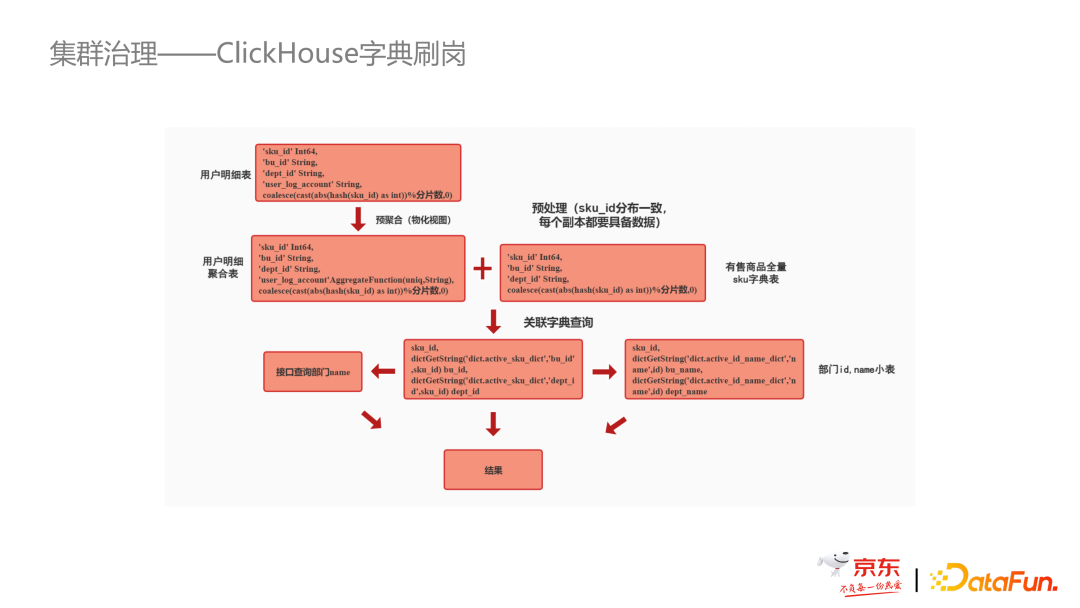 集群治理——ClickHouse字典刷岗
用户明细表
'sku_id' Int64,
'bu_id' String,
'dept_id' String,
'user_log_account' String,
coalesce(cast(abs(hash(sku_id) as int))%分片数,0)
预聚合（物化视图）
预处理（sku_id分布一致，
每个副本都要具备数据）
用户明细
聚合表
'sku_id' Int64,
'bu_id' String,
'dept_id' String,
'user_log_account'AggregateFunction(uniq,String),
coalesce(cast(abs(hash(sku_id) as int))%分片数,0)
'sku_id' Int64,
'bu_id' String,
'dept_id' String,
coalesce(cast(abs(hash(sku_id) as int))%分片数,0)
有售商品全量
sku字典表
关联字典查询
接口查询部门name
sku_id,
dictGetString('dict.active_sku_dict','bu_id'
,sku_id) bu_id,
dictGetString('dict.active_sku_dict','dept_i
d',sku_id) dept_id
sku_id,
dictGetString('dict.active_id_name_dict','n
ame',id) bu_name,
dictGetString('dict.active_id_name_dict','n
ame',id) dept_name
部门id,name小表
结果
京东
不负每一份热爱
DataFun.